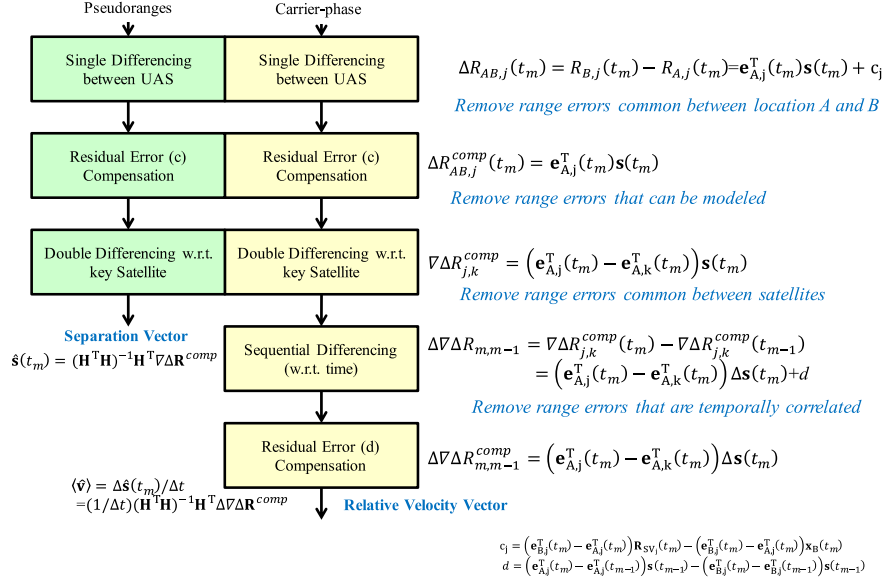 Pseudoranges Carrier-phase
Single Differencing between UAS
Single Differencing between UAS
ΔR_{AB,j}(t_m) = R_{B,j}(t_m) − R_{A,j}(t_m)=e^T_{A,j}(t_m)s(t_m) + c_j
Remove range errors common between location A and B
Residual Error (c) Compensation
Residual Error (c) Compensation
ΔR^{comp}_{AB,j}(t_m) = e^T_{A,j}(t_m)s(t_m)
Remove range errors that can be modeled
Double Differencing w.r.t. key Satellite
Double Differencing w.r.t. key Satellite
∇ΔR^{comp}_{j,k} = (e^T_{A,j}(t_m) − e^T_{A,k}(t_m))s(t_m)
Remove range errors common between satellites
Separation Vector
ŝ(t_m) = (H^TH)^{−1}H^T∇ΔR^{comp}
Sequential Differencing (w.r.t. time)
Δ∇ΔR_{m,m−1} = ∇ΔR^{comp}_{j,k}(t_m) − ∇ΔR^{comp}_{j,k}(t_{m−1})
= (e^T_{A,j}(t_m) − e^T_{A,k}(t_m))Δs(t_m)+d
Remove range errors that are temporally correlated
Residual Error (d) Compensation
Δ∇ΔR^{comp}_{m,m−1} = (e^T_{A,j}(t_m) − e^T_{A,k}(t_m))Δs(t_m)
⟨v̂⟩ = Δŝ(t_m)/Δt
=(1/Δt)(H^TH)^{−1}H^TΔ∇ΔR^{comp}
Relative Velocity Vector
c_j = (e^T_{B,j}(t_m) − e^T_{A,j}(t_m))R_{SV_j}(t_m) − (e^T_{B,j}(t_m) − e^T_{A,j}(t_m))x_B(t_m)
d = (e^T_{A,j}(t_m) − e^T_{A,j}(t_{m−1}))s(t_{m−1}) − (e^T_{B,j}(t_m) − e^T_{B,j}(t_{m−1}))s(t_{m−1})